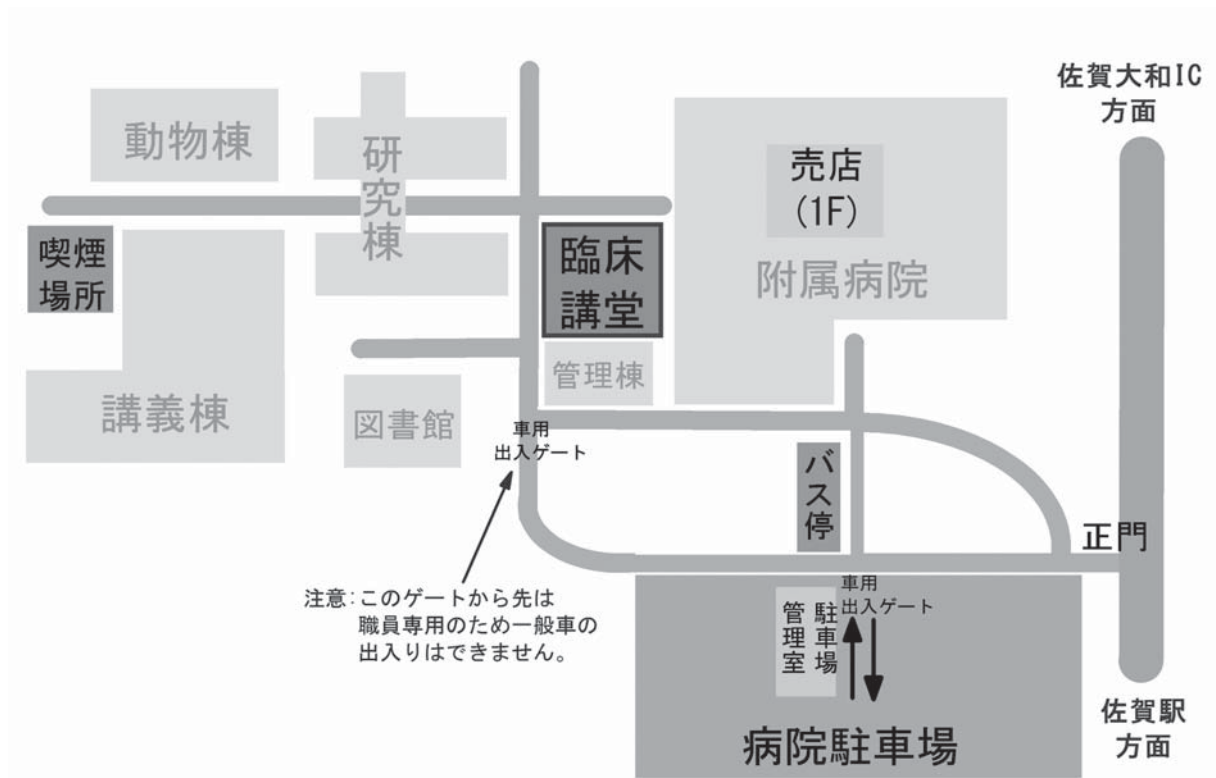 佐賀大和IC
方面
動物棟
研究棟
売店
(1F)
喫煙
場所
臨床
講堂
附属病院
管理棟
講義棟
図書館
車用
出入ゲート
バス停
正門
注意:このゲートから先は
職員専用のため一般車の
出入りはできません。
車用
出入ゲート
駐車場
管理室
病院駐車場
佐賀駅
方面